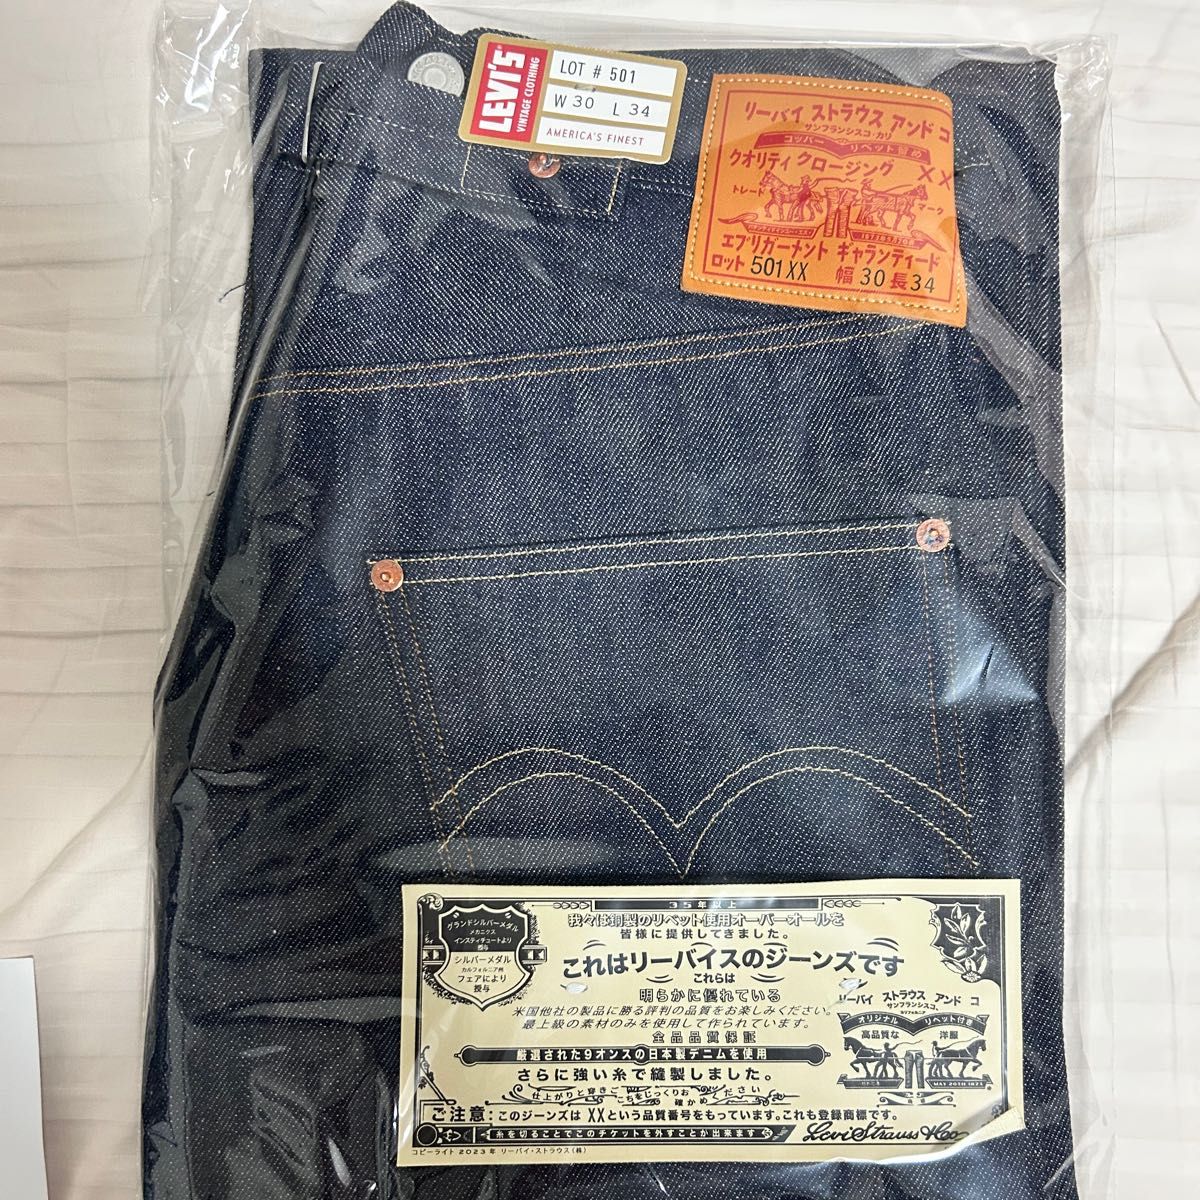 LEVI'S
VINTAGE CLOTHING
LOT # 501
W 30 L 34
AMERICA'S FINEST
リーバイ ストラウス アンド コ
サンフランシスコ・カリ
コッパー リベット留め
クオリティ クロージング XX
トレード マーク
エブリガーメント ギャランティード
ロット 501XX 幅 30 長 34
35年以上
我々は銅製のリベット使用オーバーオールを
皆様に提供してきました。
これはリーバイスのジーンズです
これらは
明らかに優れている
米国他社の製品に勝る評判の品質をお楽しみください。
最上級の素材のみを使用して作られています。
全品品質保証
厳選された9オンスの日本製デニムを使用
さらに強い糸で縫製しました。
ご注意:このジーンズは XXという品質番号をもっています。これも登録商標です。
糸を切ることでこのチケットを外すことが出来ます
コピーライト 2023年 リーバイ・ストラウス(株)
グランドシルバーメダル
メカニクス
インスティチュートより
授与
シルバーメダル
カルフォルニア州
フェアにより
授与
リーバイ ストラウス アンド コ
サンフランシスコ,
カリフォルニア
オリジナル リベット付き
高品質な 洋服
MAY 20TH 1873
Levi Strauss & Co